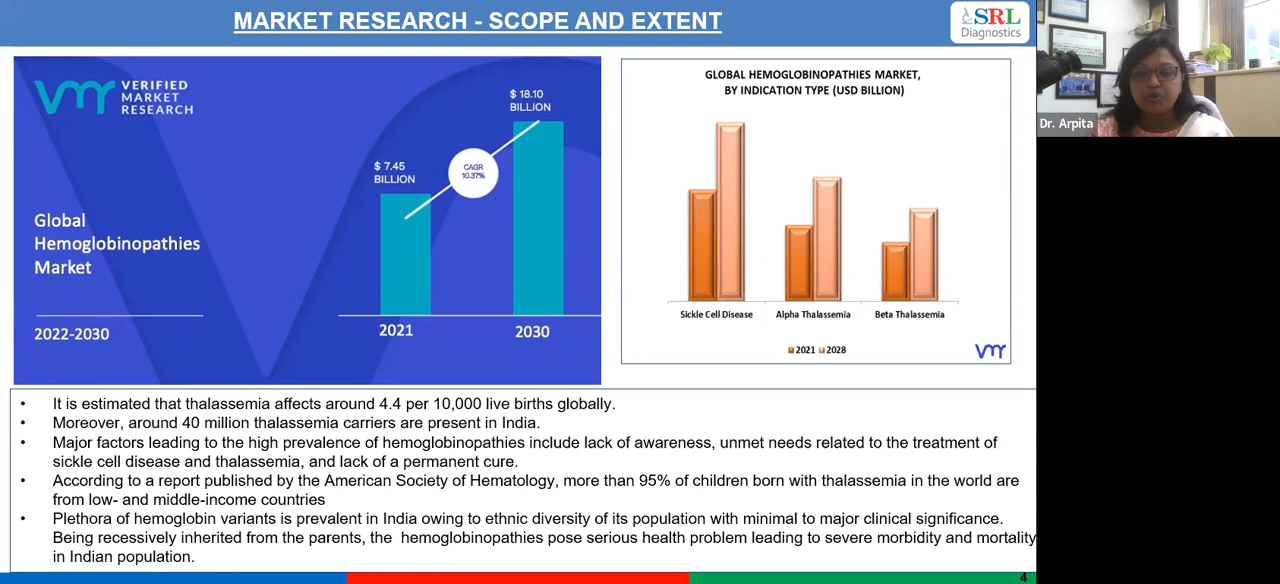 MARKET RESEARCH - SCOPE AND EXTENT
SRL
Diagnostics
vmr VERIFIED
MARKET
RESEARCH
Global
Hemoglobinopathies
Market
2022-2030
$ 7.45
BILLION
CAGR
10.37%
$ 18.10
BILLION
2021
2030
GLOBAL HEMOGLOBINOPATHIES MARKET,
BY INDICATION TYPE (USD BILLION)
Sickle Cell Disease
Alpha Thalassemia
Beta Thalassemia
2021 2028
vmr
Dr. Arpita
• It is estimated that thalassemia affects around 4.4 per 10,000 live births globally.
• Moreover, around 40 million thalassemia carriers are present in India.
• Major factors leading to the high prevalence of hemoglobinopathies include lack of awareness, unmet needs related to the treatment of
sickle cell disease and thalassemia, and lack of a permanent cure.
• According to a report published by the American Society of Hematology, more than 95% of children born with thalassemia in the world are
from low- and middle-income countries
• Plethora of hemoglobin variants is prevalent in India owing to ethnic diversity of its population with minimal to major clinical significance.
Being recessively inherited from the parents, the hemoglobinopathies pose serious health problem leading to severe morbidity and mortality
in Indian population.
4